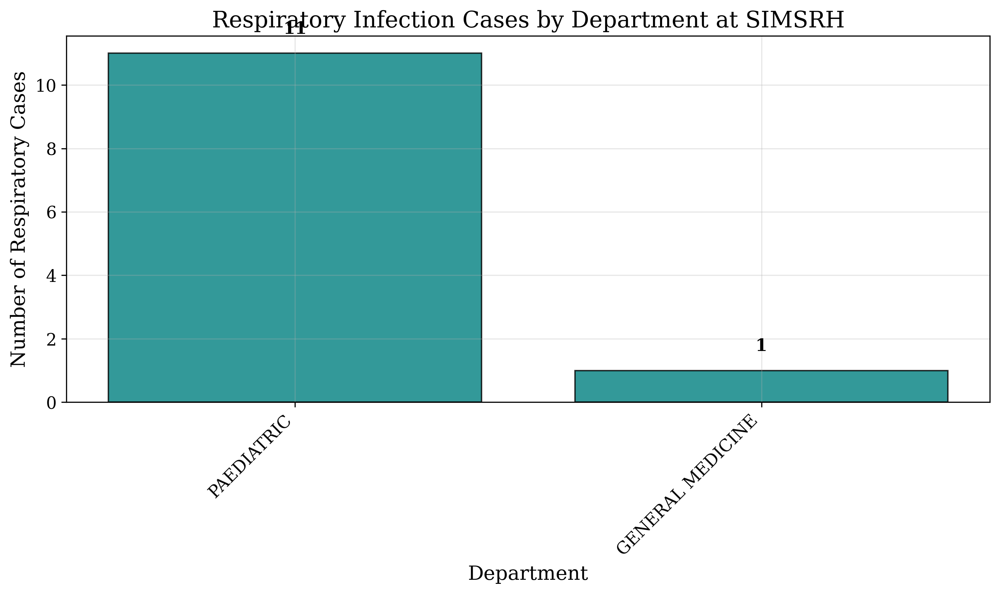 Respiratory Infection Cases by Department at SIMSRH
11
Number of Respiratory Cases
10
8
6
4
2
0
1
PAEDIATRIC
GENERAL MEDICINE
Department